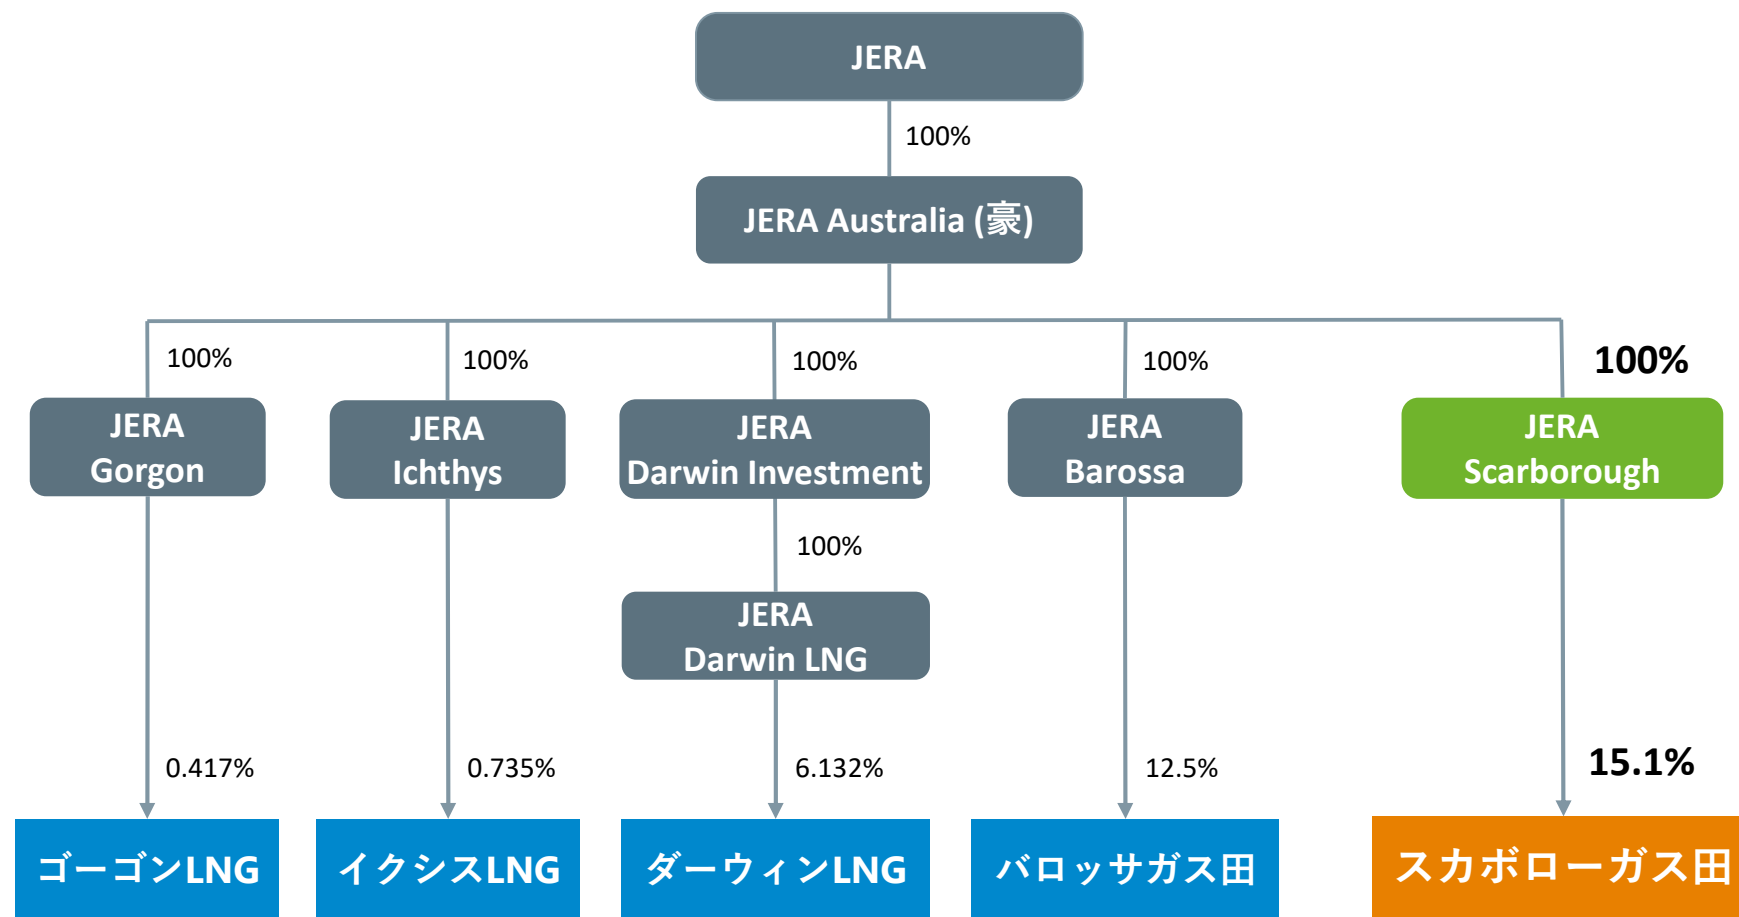 JERA
100%
JERA Australia (豪)
100%
100%
100%
100%
100%
JERA
Gorgon
JERA
Ichthys
JERA
Darwin Investment
JERA
Barossa
JERA
Scarborough
100%
JERA
Darwin LNG
0.417%
0.735%
6.132%
12.5%
15.1%
ゴーゴンLNG
イクシスLNG
ダーウィンLNG
バロッサガス田
スカボローガス田